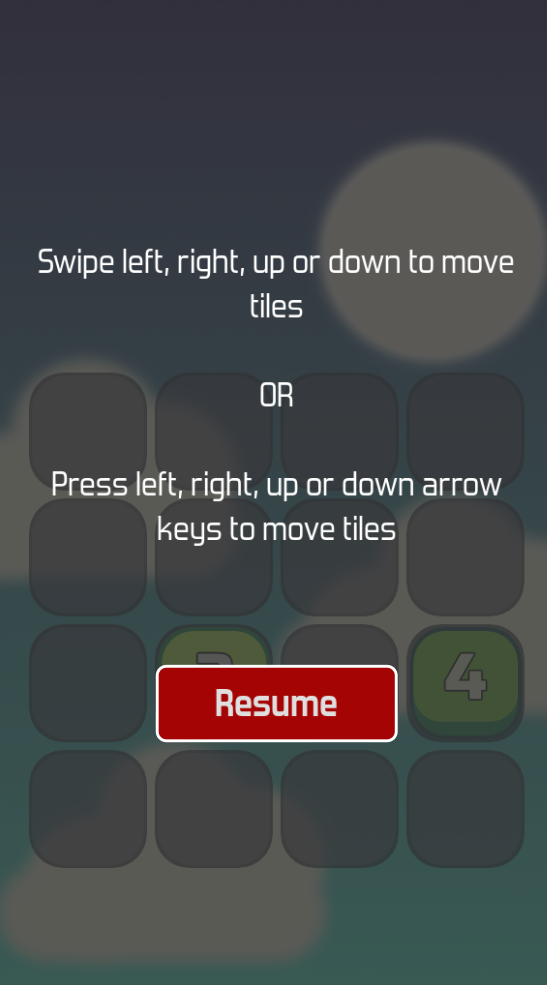 Swipe left, right, up or down to move
tiles
OR
Press left, right, up or down arrow
keys to move tiles
4
Resume